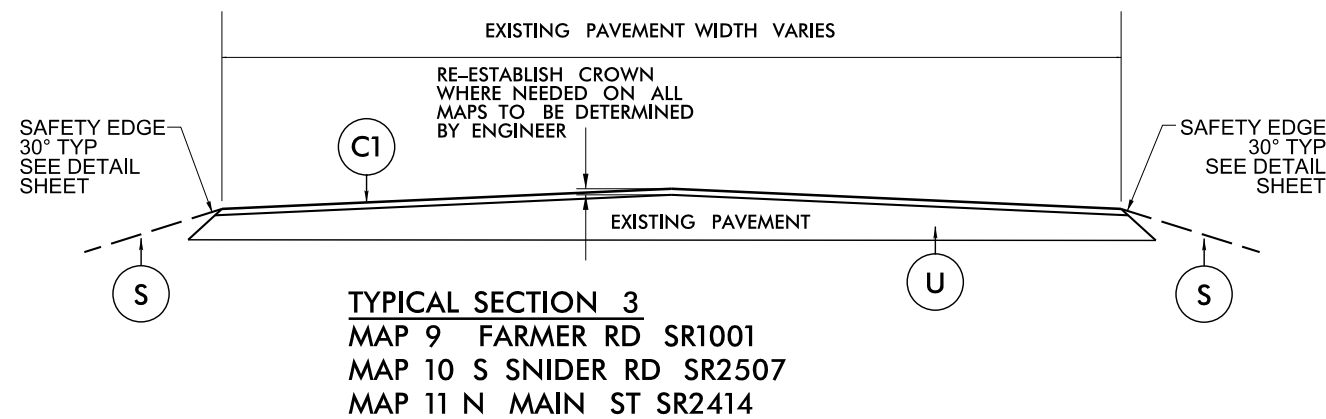 EXISTING PAVEMENT WIDTH VARIES
RE-ESTABLISH CROWN
WHERE NEEDED ON ALL
MAPS TO BE DETERMINED
BY ENGINEER
SAFETY EDGE
30° TYP
SEE DETAIL
SHEET
C1
SAFETY EDGE
30° TYP
SEE DETAIL
SHEET
EXISTING PAVEMENT
S
U
S
TYPICAL SECTION 3
MAP 9 FARMER RD SR1001
MAP 10 S SNIDER RD SR2507
MAP 11 N MAIN ST SR2414